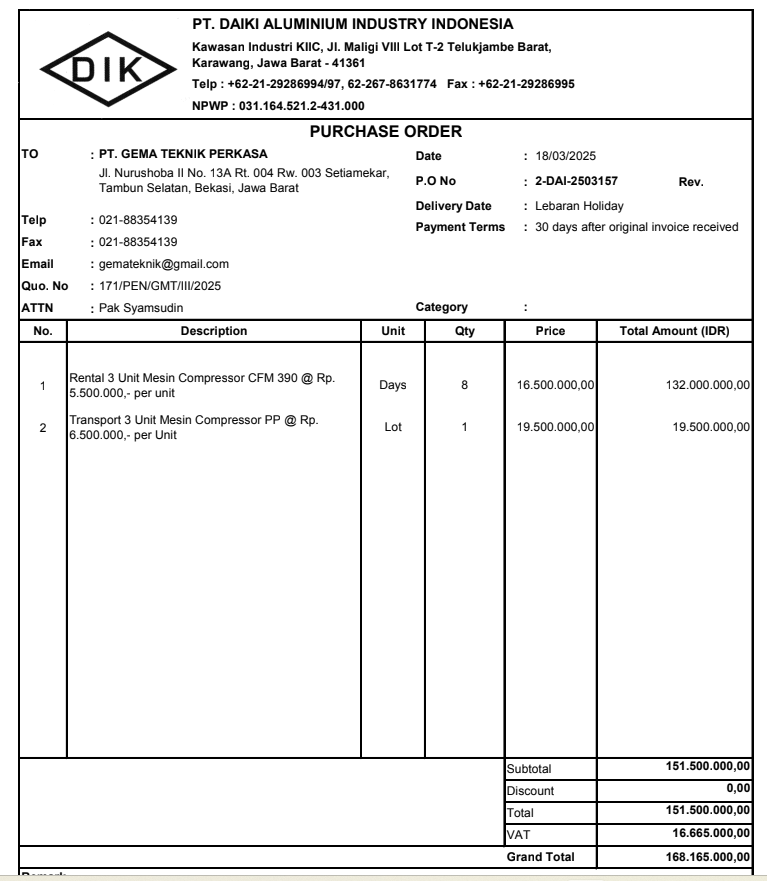 DIK
PT. DAIKI ALUMINIUM INDUSTRY INDONESIA
Kawasan Industri KIIC, Jl. Maligi VIII Lot T-2 Telukjambe Barat,
Karawang, Jawa Barat - 41361
Telp : +62-21-29286994/97, 62-267-8631774 Fax : +62-21-29286995
NPWP : 031.164.521.2-431.000
PURCHASE ORDER
TO : PT. GEMA TEKNIK PERKASA
Jl. Nurushoba II No. 13A Rt. 004 Rw. 003 Setiamekar,
Tambun Selatan, Bekasi, Jawa Barat
Telp : 021-88354139
Fax : 021-88354139
Email : gemateknik@gmail.com
Quo. No : 171/PEN/GMT/III/2025
ATTN : Pak Syamsudin
Date : 18/03/2025
P.O No : 2-DAI-2503157 Rev.
Delivery Date : Lebaran Holiday
Payment Terms : 30 days after original invoice received
Category :
No. Description Unit Qty Price Total Amount (IDR)
1 Rental 3 Unit Mesin Compressor CFM 390 @ Rp.
5.500.000,- per unit Days 8 16.500.000,00 132.000.000,00
2 Transport 3 Unit Mesin Compressor PP @ Rp.
6.500.000,- per Unit Lot 1 19.500.000,00 19.500.000,00
Subtotal 151.500.000,00
Discount 0,00
Total 151.500.000,00
VAT 16.665.000,00
Grand Total 168.165.000,00